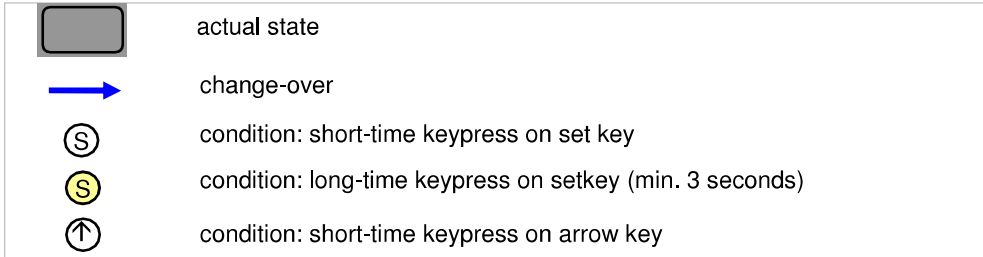 actual state
change-over
S condition: short-time keypress on set key
S condition: long-time keypress on setkey (min. 3 seconds)
condition: short-time keypress on arrow key